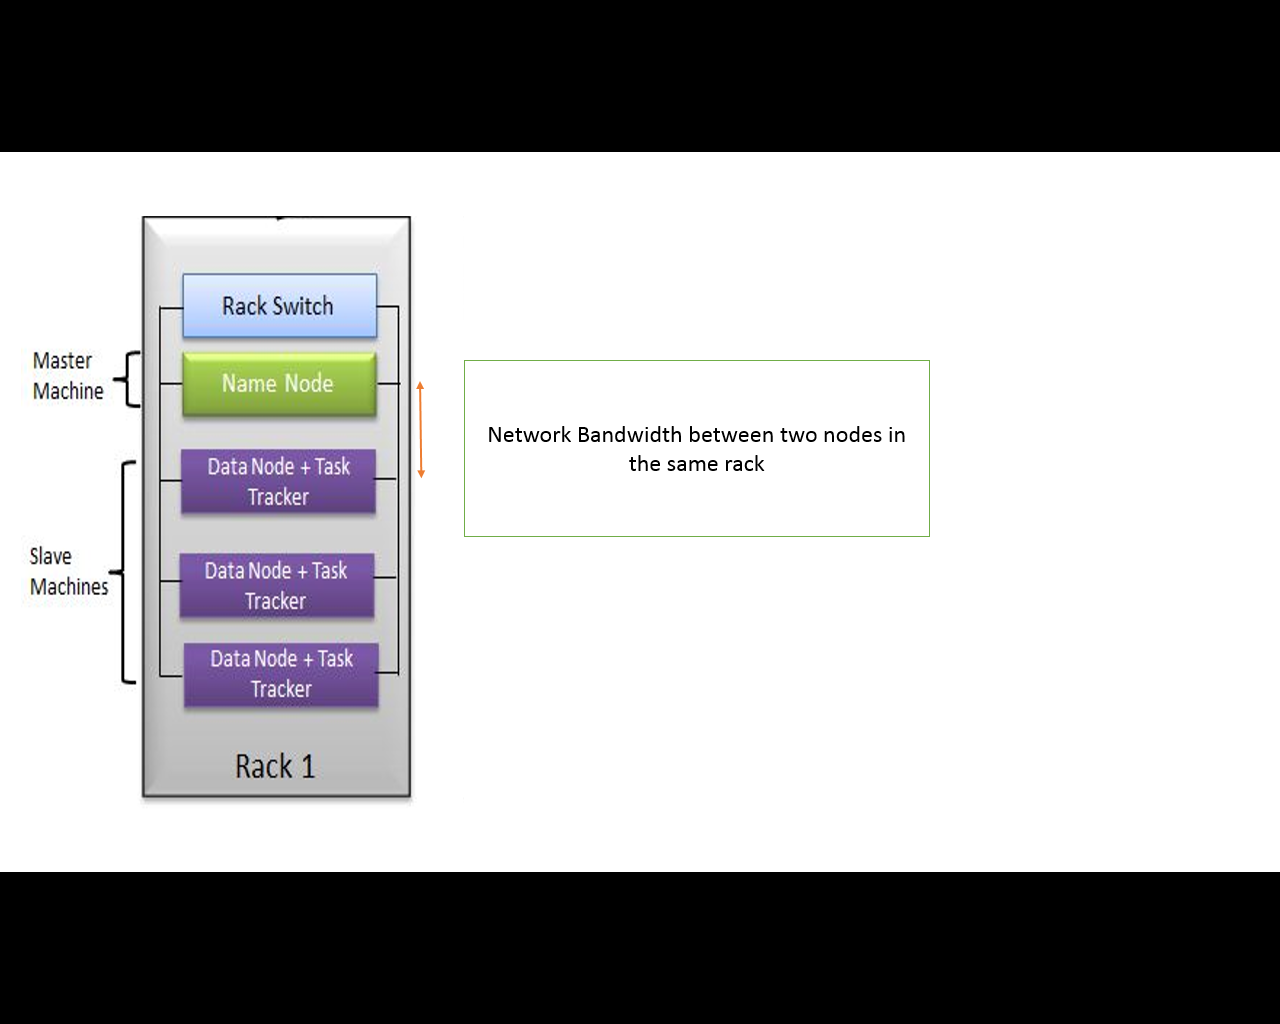 Rack Switch
Master
Machine
Name Node
Data Node + Task
Tracker
Slave
Machines
Data Node + Task
Tracker
Data Node + Task
Tracker
Rack 1
Network Bandwidth between two nodes in
the same rack